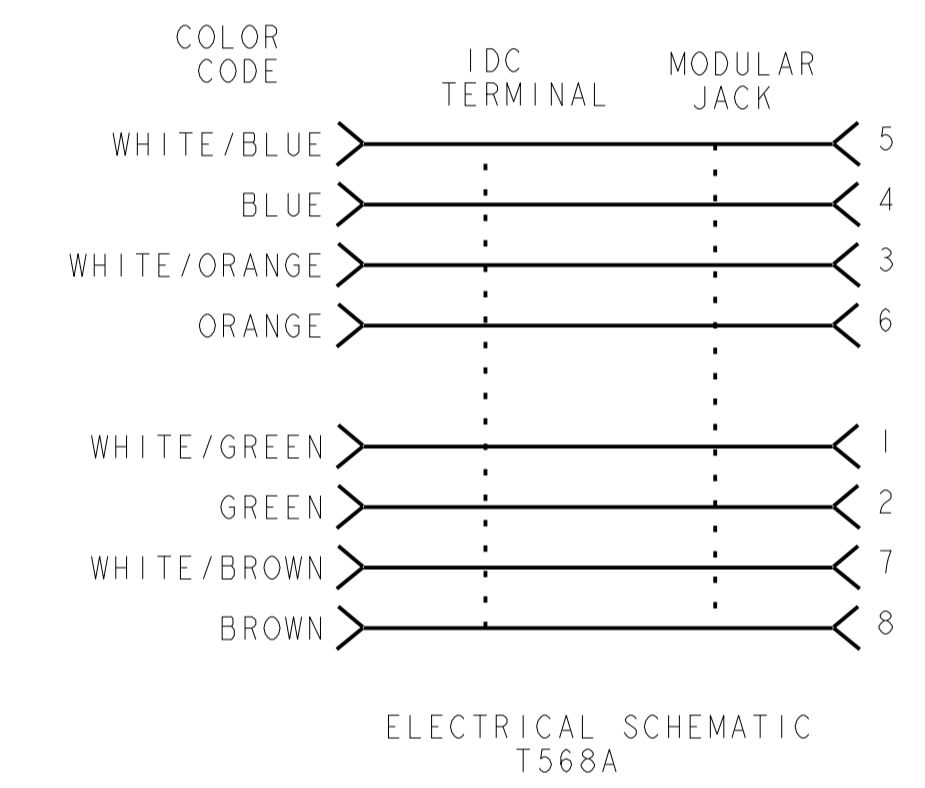 COLOR
CODE
IDC
TERMINAL
MODULAR
JACK
WHITE/BLUE 5
BLUE 4
WHITE/ORANGE 3
ORANGE 6
WHITE/GREEN 1
GREEN 2
WHITE/BROWN 7
BROWN 8
ELECTRICAL SCHEMATIC
T568A